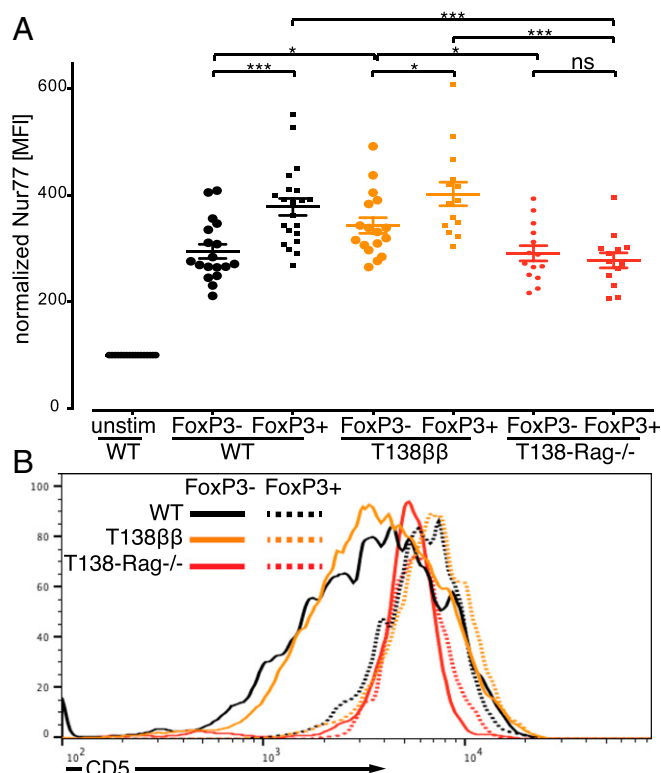 A
***
***
* *
*** * ns
normalized Nur77 [MFI]
600
400
200
0
unstim FoxP3- FoxP3+ FoxP3- FoxP3+ FoxP3- FoxP3+
WT WT T138ββ T138-Rag-/-
B
FoxP3- FoxP3+
WT
T138ββ
T138-Rag-/-
100
80
60
40
20
0
10² 10³ 10⁴
CD5